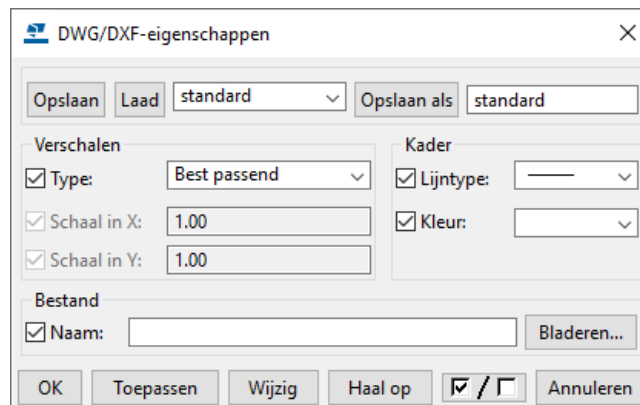 DWG/DXF-eigenschappen
Opslaan Laad standard Opslaan als standard
Verschalen Kader
Type: Best passend Lijntype:
Schaal in X: 1.00 Kleur:
Schaal in Y: 1.00
Bestand
Naam: Bladeren...
OK Toepassen Wijzig Haal op / Annuleren